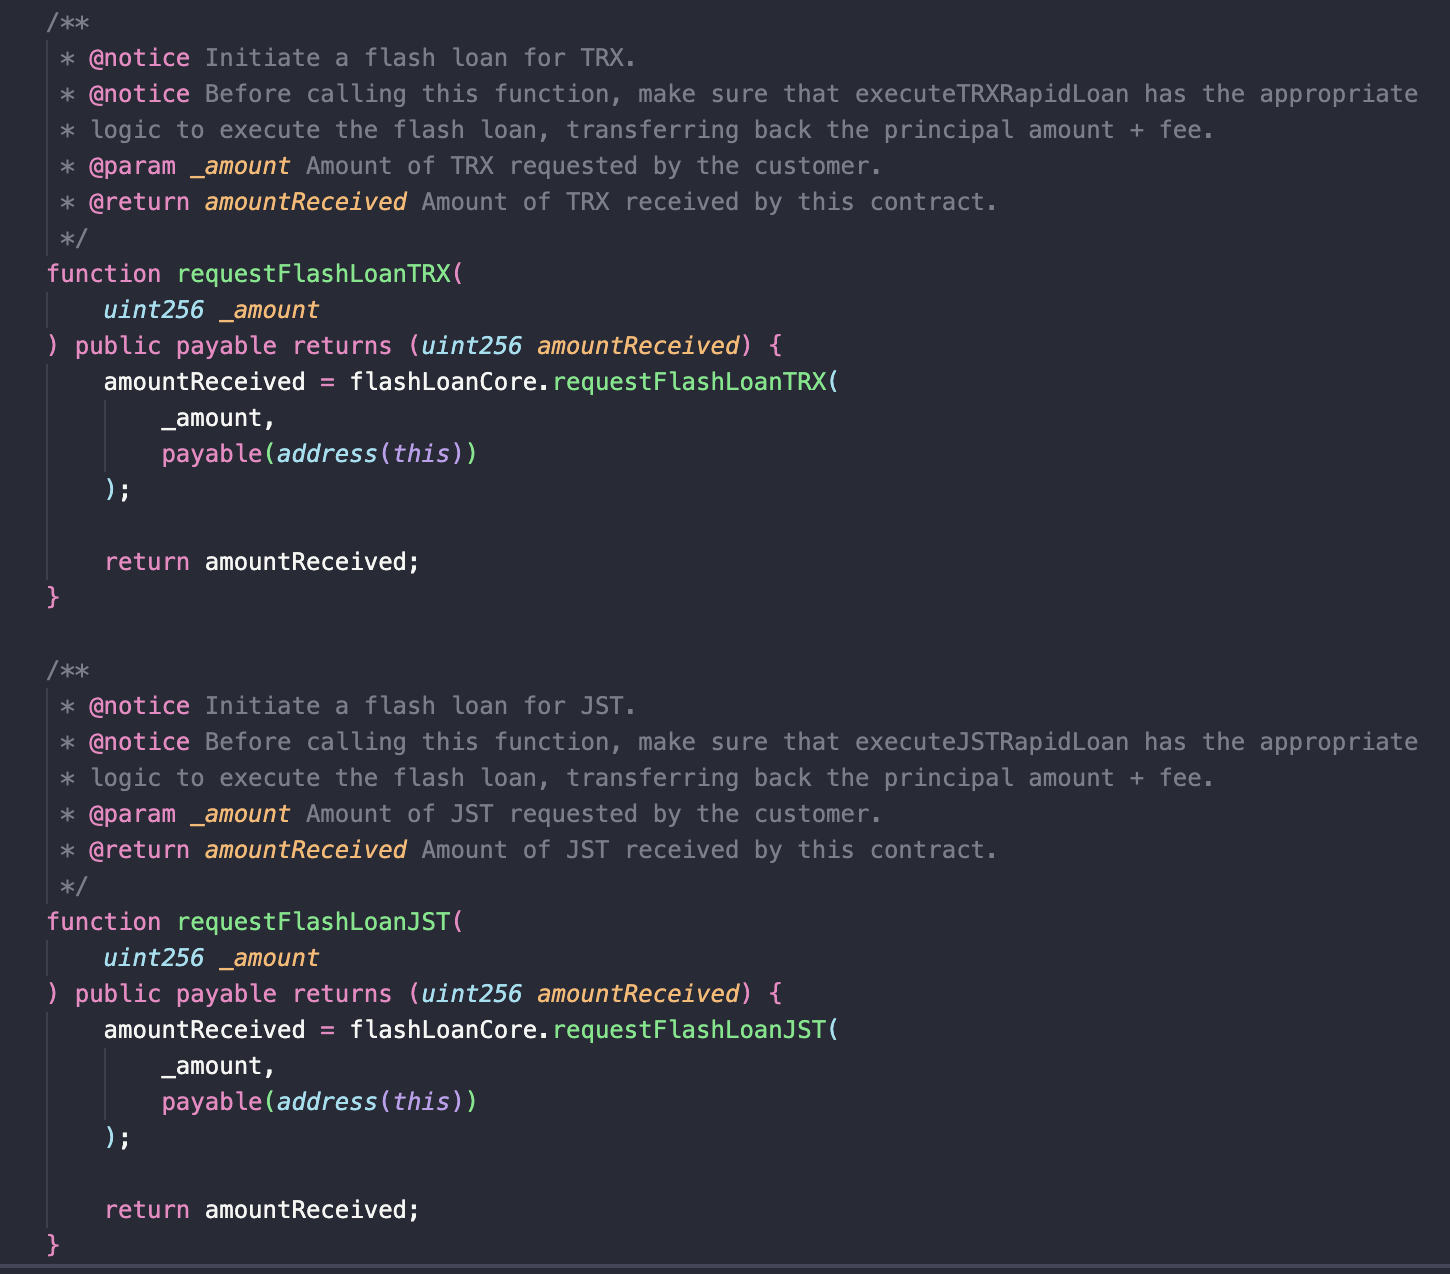 /**
* @notice Initiate a flash loan for TRX.
* @notice Before calling this function, make sure that executeTRXRapidLoan has the appropriate
* logic to execute the flash loan, transferring back the principal amount + fee.
* @param _amount Amount of TRX requested by the customer.
* @return amountReceived Amount of TRX received by this contract.
*/
function requestFlashLoanTRX(
uint256 _amount
) public payable returns (uint256 amountReceived) {
amountReceived = flashLoanCore.requestFlashLoanTRX(
_amount,
payable(address(this))
);
return amountReceived;
}
/**
* @notice Initiate a flash loan for JST.
* @notice Before calling this function, make sure that executeJSTRapidLoan has the appropriate
* logic to execute the flash loan, transferring back the principal amount + fee.
* @param _amount Amount of JST requested by the customer.
* @return amountReceived Amount of JST received by this contract.
*/
function requestFlashLoanJST(
uint256 _amount
) public payable returns (uint256 amountReceived) {
amountReceived = flashLoanCore.requestFlashLoanJST(
_amount,
payable(address(this))
);
return amountReceived;
}